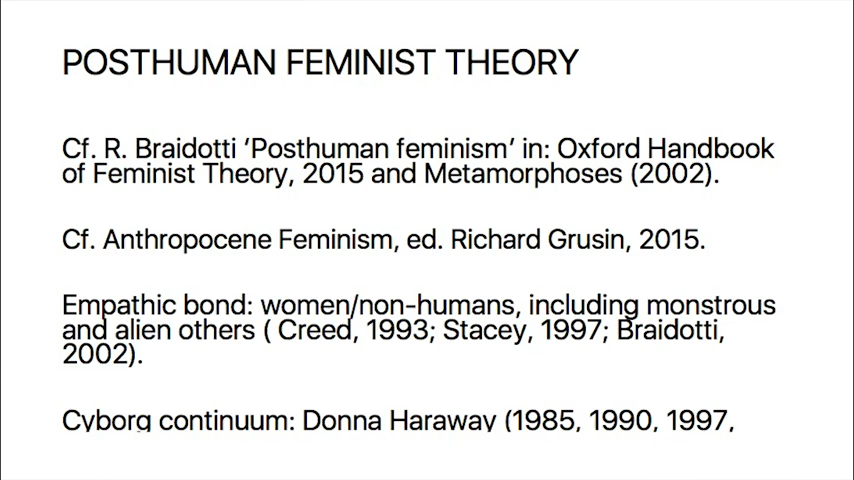 POSTHUMAN FEMINIST THEORY
Cf. R. Braidotti ‘Posthuman feminism’ in: Oxford Handbook
of Feminist Theory, 2015 and Metamorphoses (2002).
Cf. Anthropocene Feminism, ed. Richard Grusin, 2015.
Empathic bond: women/non-humans, including monstrous
and alien others ( Creed, 1993; Stacey, 1997; Braidotti,
2002).
Cyborg continuum: Donna Haraway (1985, 1990, 1997,